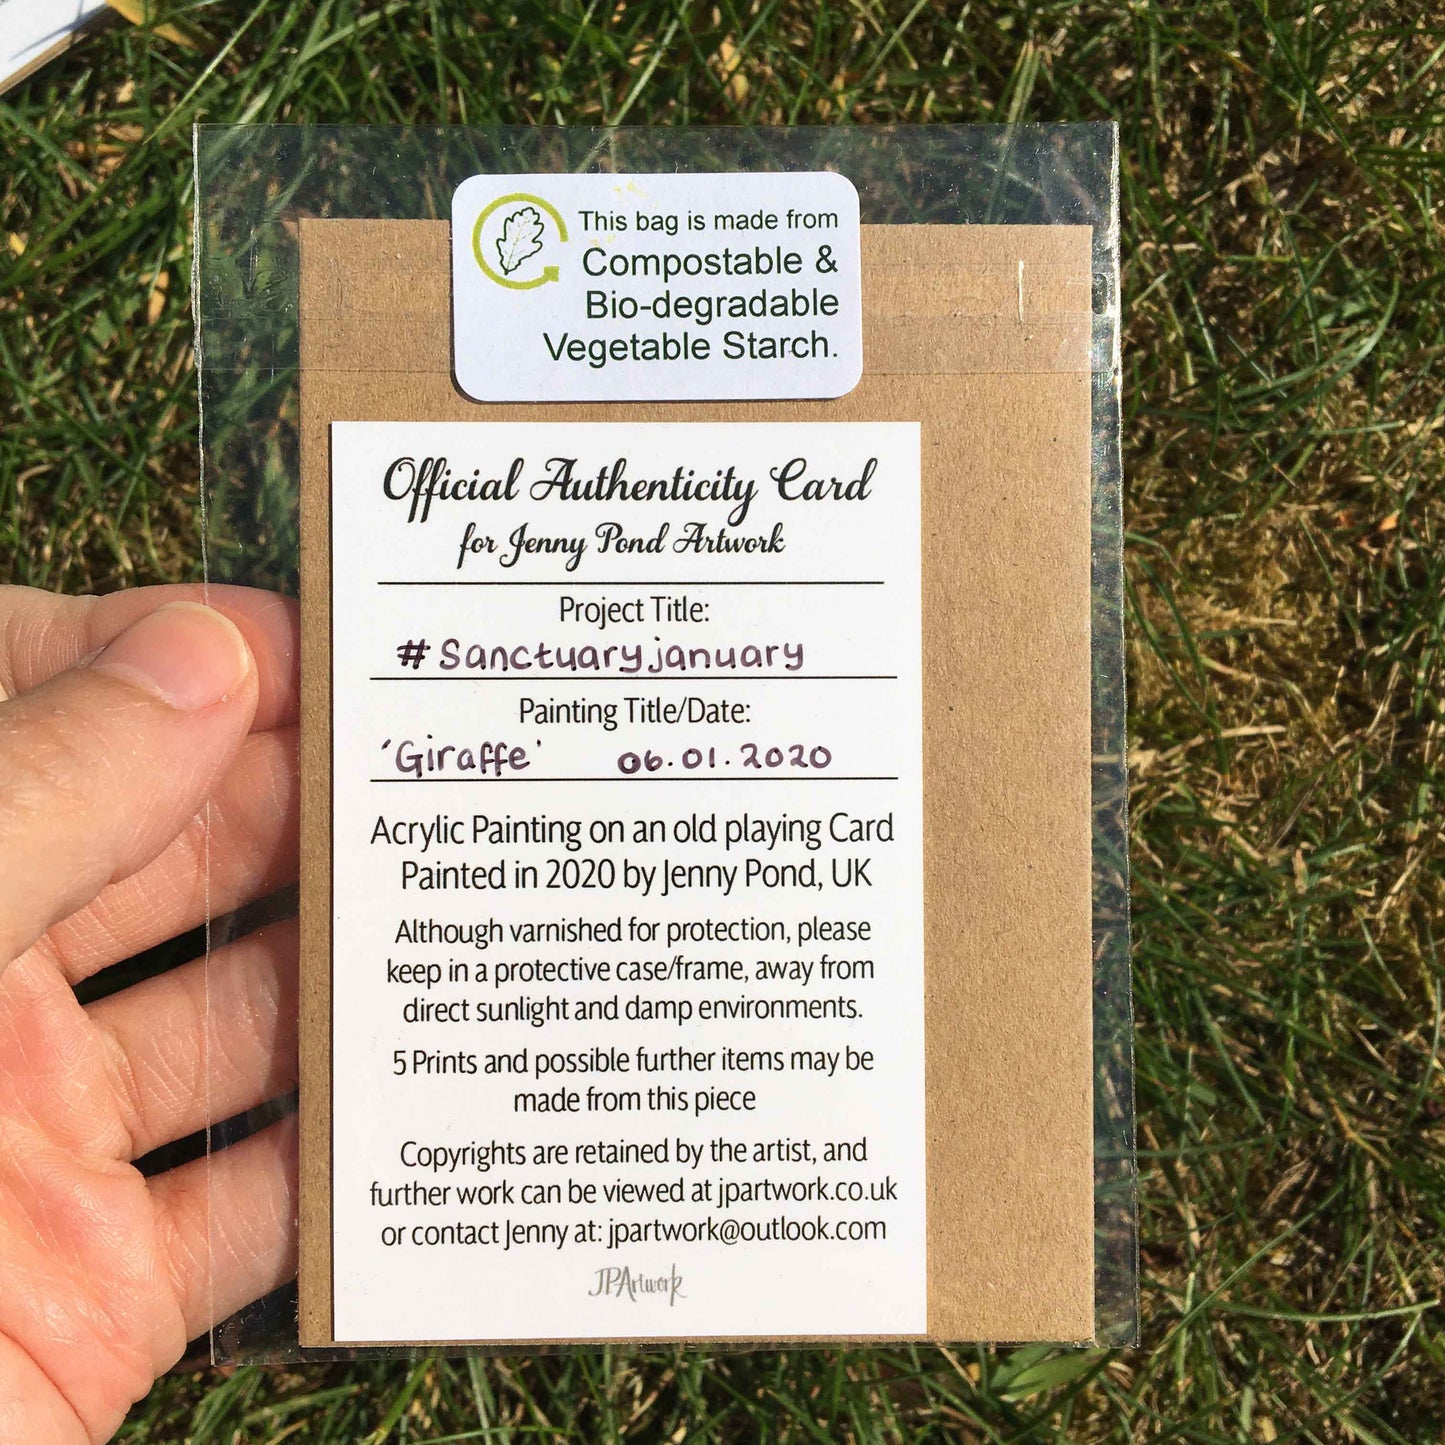 This bag is made from
Compostable &
Bio-degradable
Vegetable Starch.
Official Authenticity Card
for Jenny Pond Artwork
Project Title:
#Sanctuaryjanuary
Painting Title/Date:
'Giraffe' 06.01.2020
Acrylic Painting on an old playing Card
Painted in 2020 by Jenny Pond, UK
Although varnished for protection, please
keep in a protective case/frame, away from
direct sunlight and damp environments.
5 Prints and possible further items may be
made from this piece
Copyrights are retained by the artist, and
further work can be viewed at jpartwork.co.uk
or contact Jenny at: jpartwork@outlook.com
JPArtwork